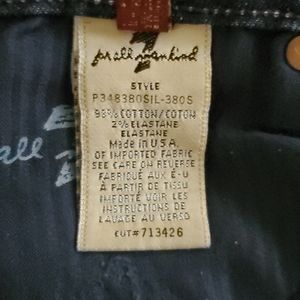 7
for all mankind
STYLE
P348380SIL-380S
98% COTTON/COTON
2% ELASTANE
ELASTANE
Made in U.S.A.
OF IMPORTED FABRIC
SEE CARE ON REVERSE
FABRIQUÉ AUX É-U
À PARTIR DE TISSU
IMPORTÉ VOIR LES
INSTRUCTIONS DE
LAVAGE AU VERSO
CUT# 713426
all